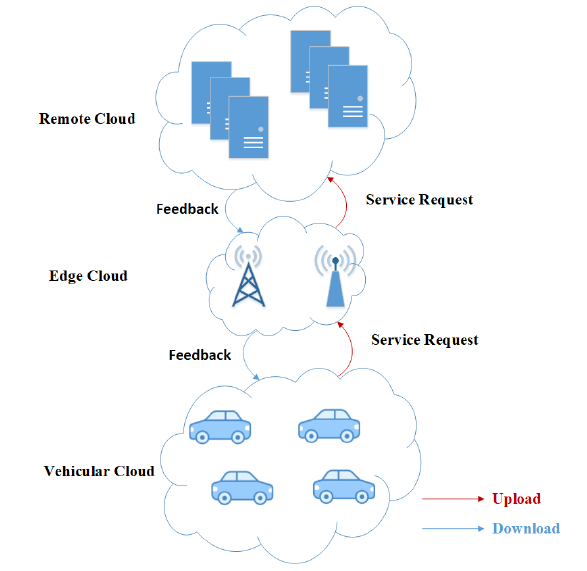 Remote Cloud
Service Request
Feedback
Edge Cloud
Service Request
Feedback
Vehicular Cloud
Upload
Download